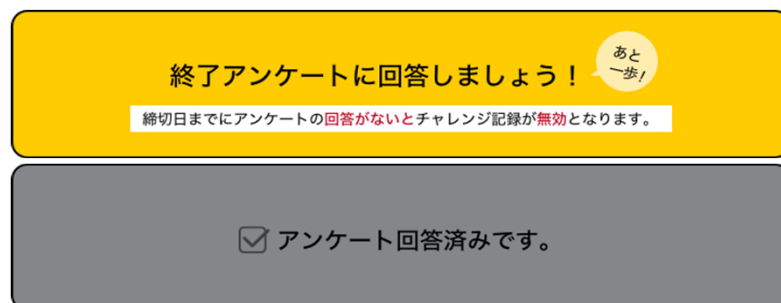 終了アンケートに回答しましょう！
あと
一歩！
締切日までにアンケートの回答がないとチャレンジ記録が無効となります。
アンケート回答済みです。